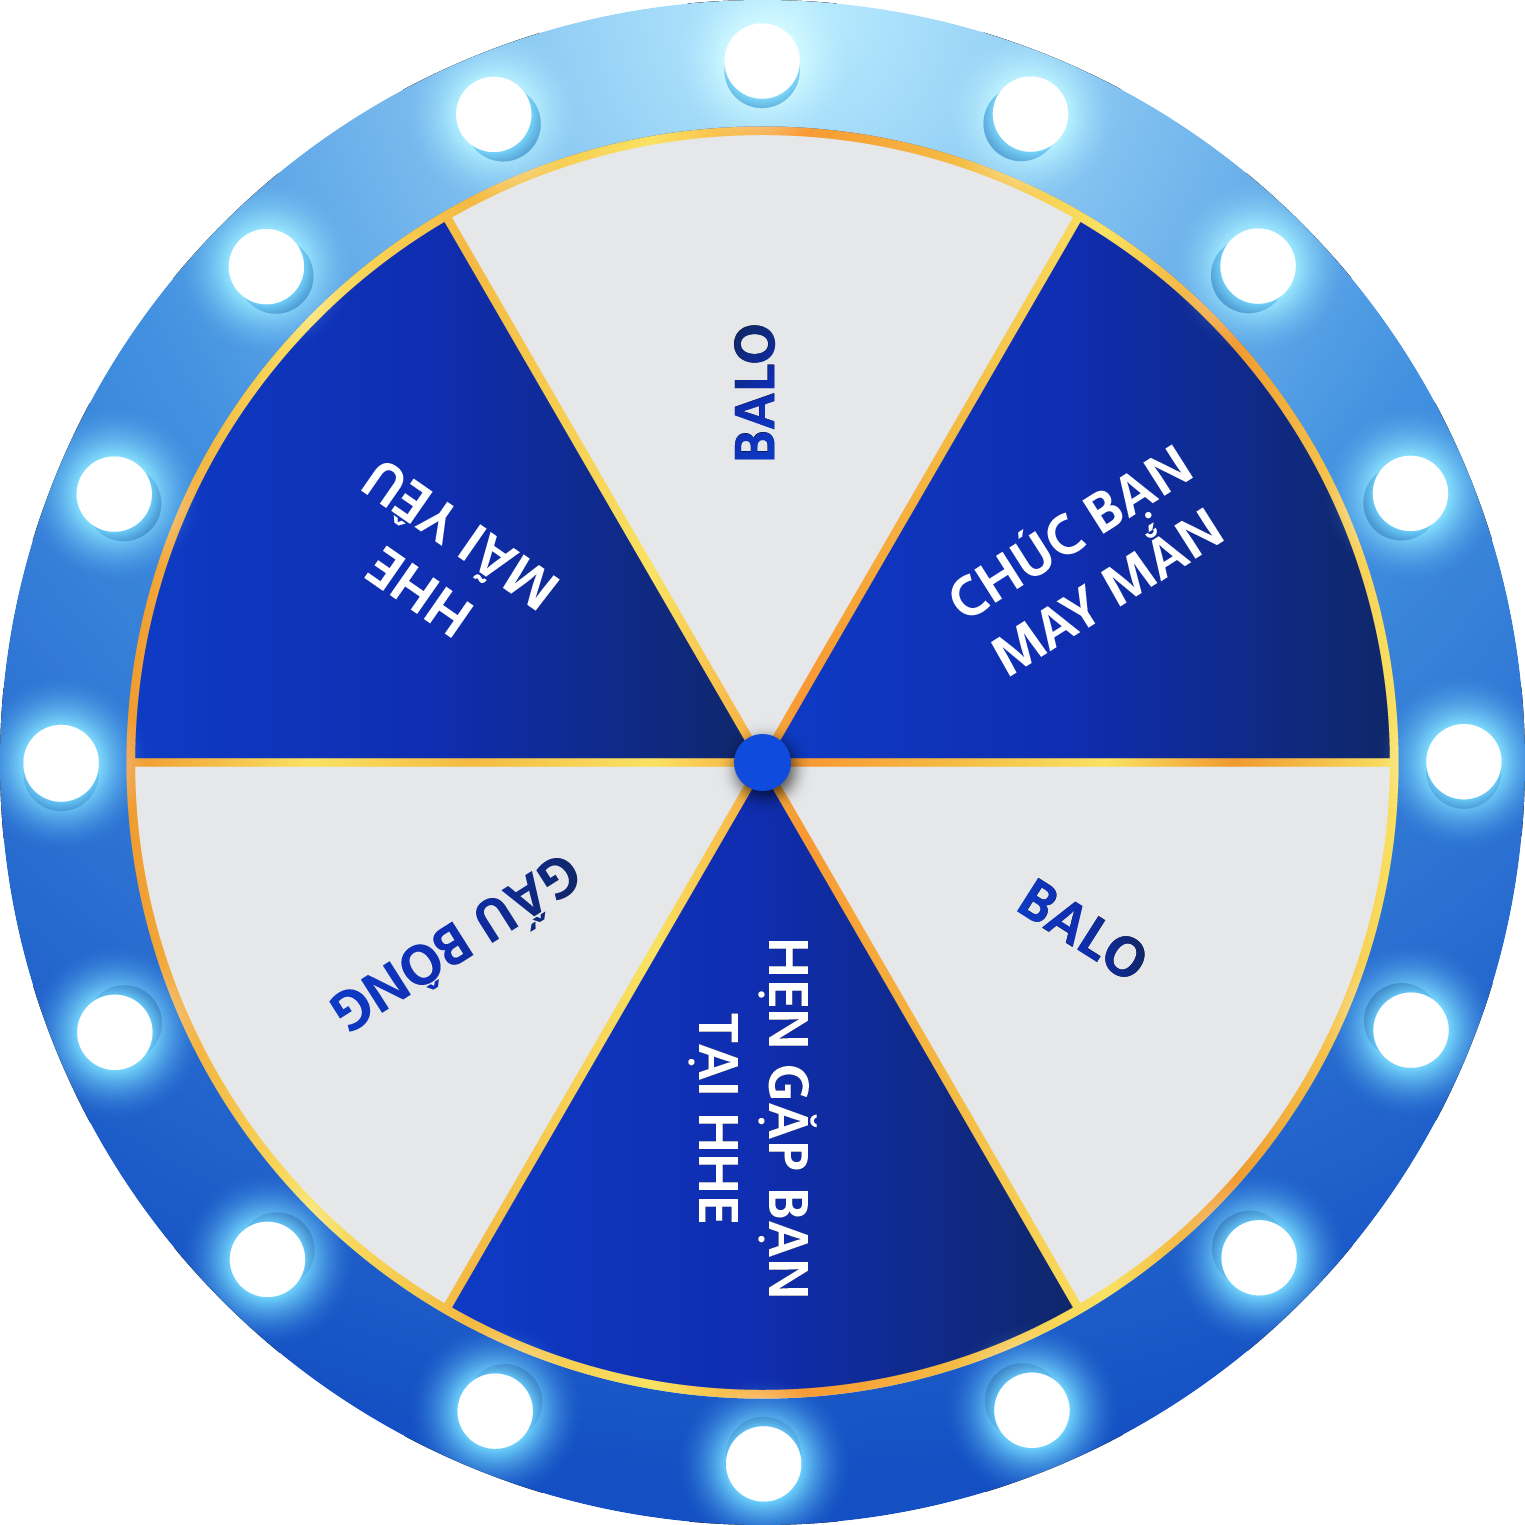 BALO
CHÚC BẠN
MAY MẮN
BALO
HẸN GẶP BẠN
TẠI HHE
GẤU BÔNG
HHE
MÃI YÊU